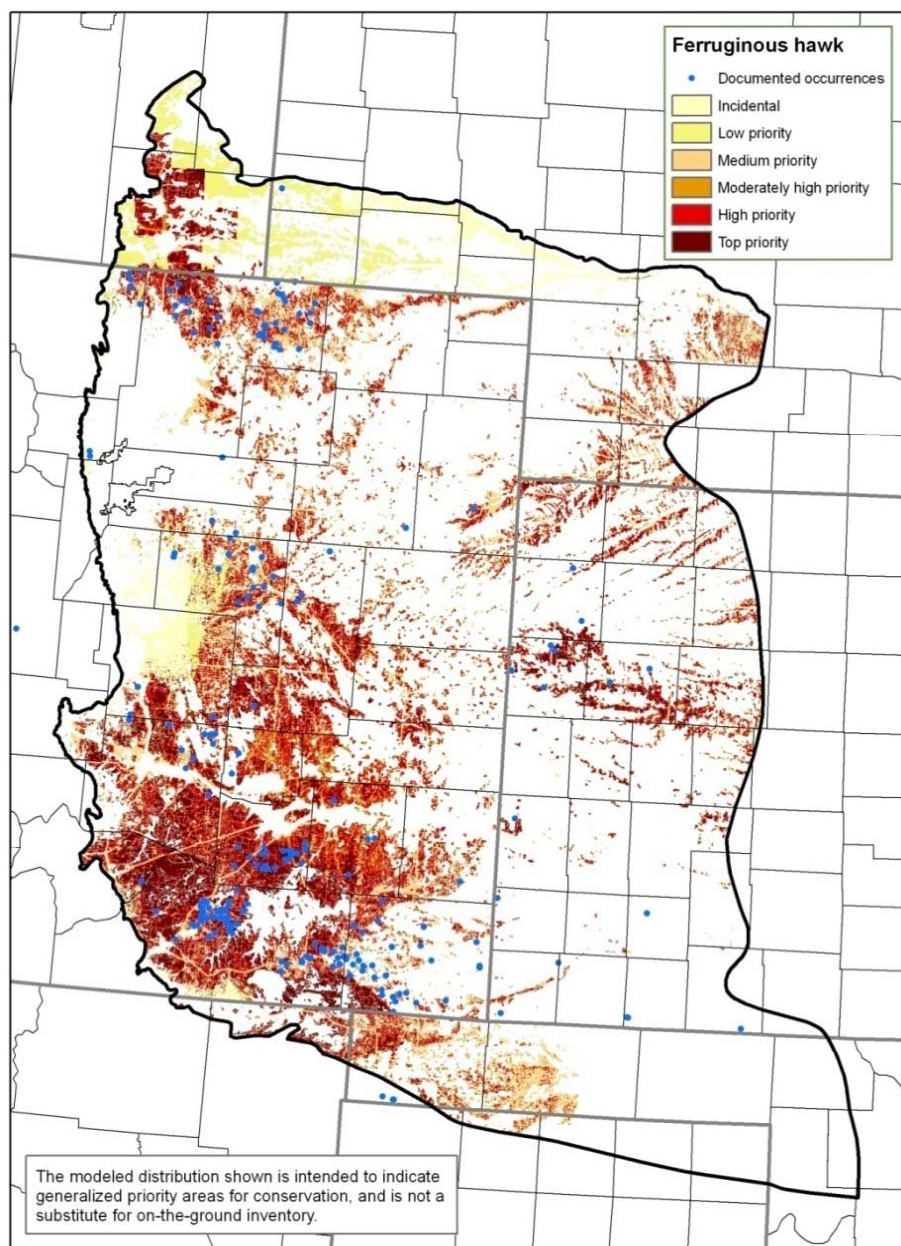 Ferruginous hawk
Documented occurrences
Incidental
Low priority
Medium priority
Moderately high priority
High priority
Top priority
The modeled distribution shown is intended to indicate
generalized priority areas for conservation, and is not a
substitute for on-the-ground inventory.